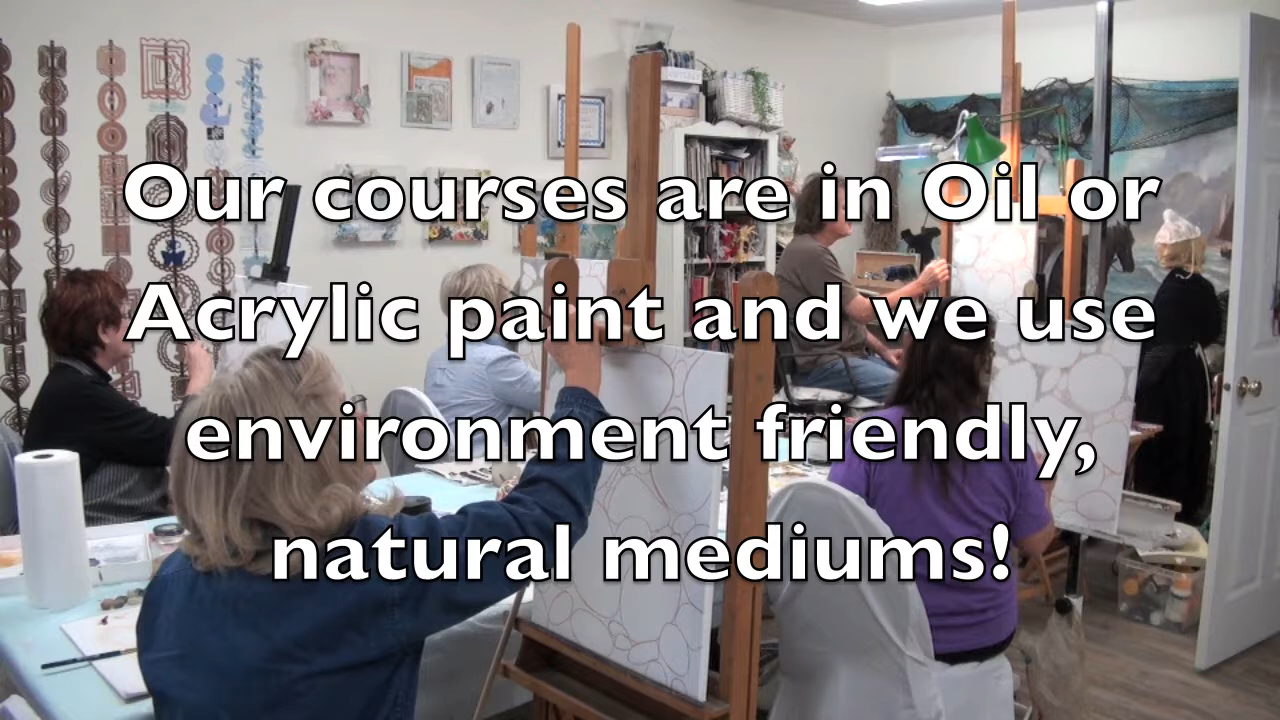 Our courses are in Oil or
Acrylic paint and we use
environment friendly,
natural mediums!